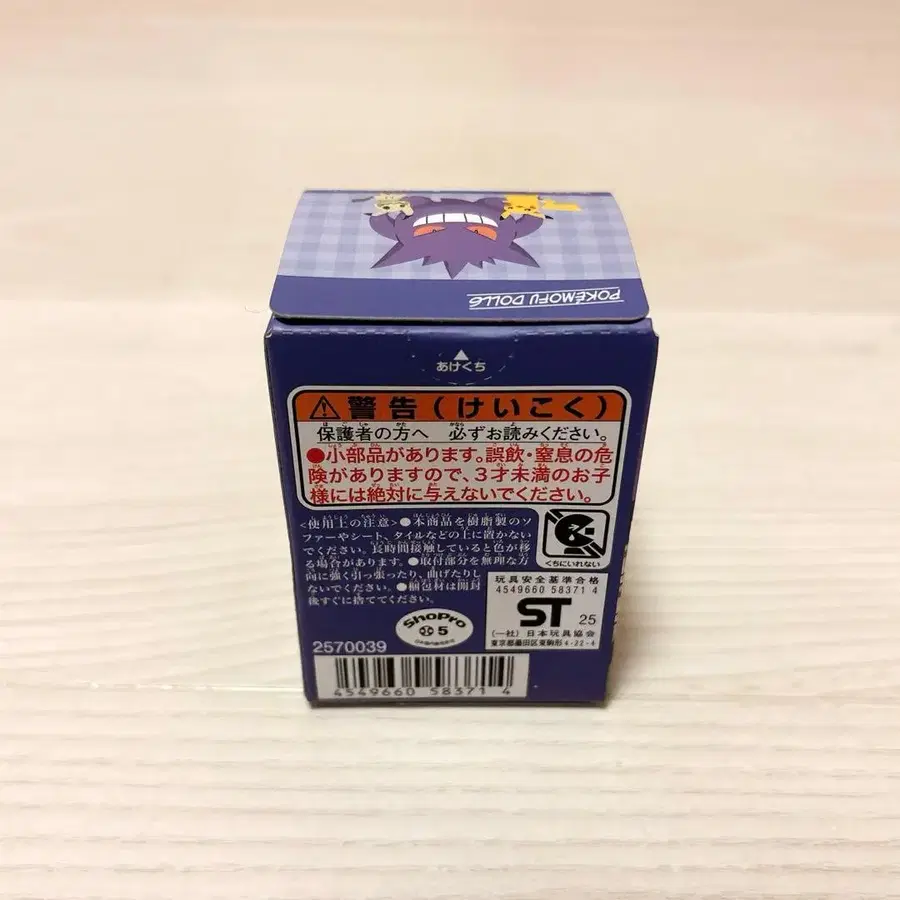 POKÉMOFU DOLL6
あけくち
警告(けいこく)
保護者の方へ 必ずお読みください。
●小部品があります。誤飲・窒息の危
険がありますので、3才未満のお子
様には絶対に与えないでください。
<使用上の注意>●本商品を樹脂製のソ
ファーやシート、タイルなどの上に置かない
でください。長時間接触していると色が移
る場合があります。●取付部分を無理な方
向に強く引っ張ったり、曲げたりし
ないでください。●梱包材は開封
後すぐに捨ててください。
くちにいれない
玩具安全基準合格
4549660 58371 4
ST 25
(一社)日本玩具協会
東京都墨田区東駒形4-22-4
ShoPro
5
2570039
4549660 58371 4